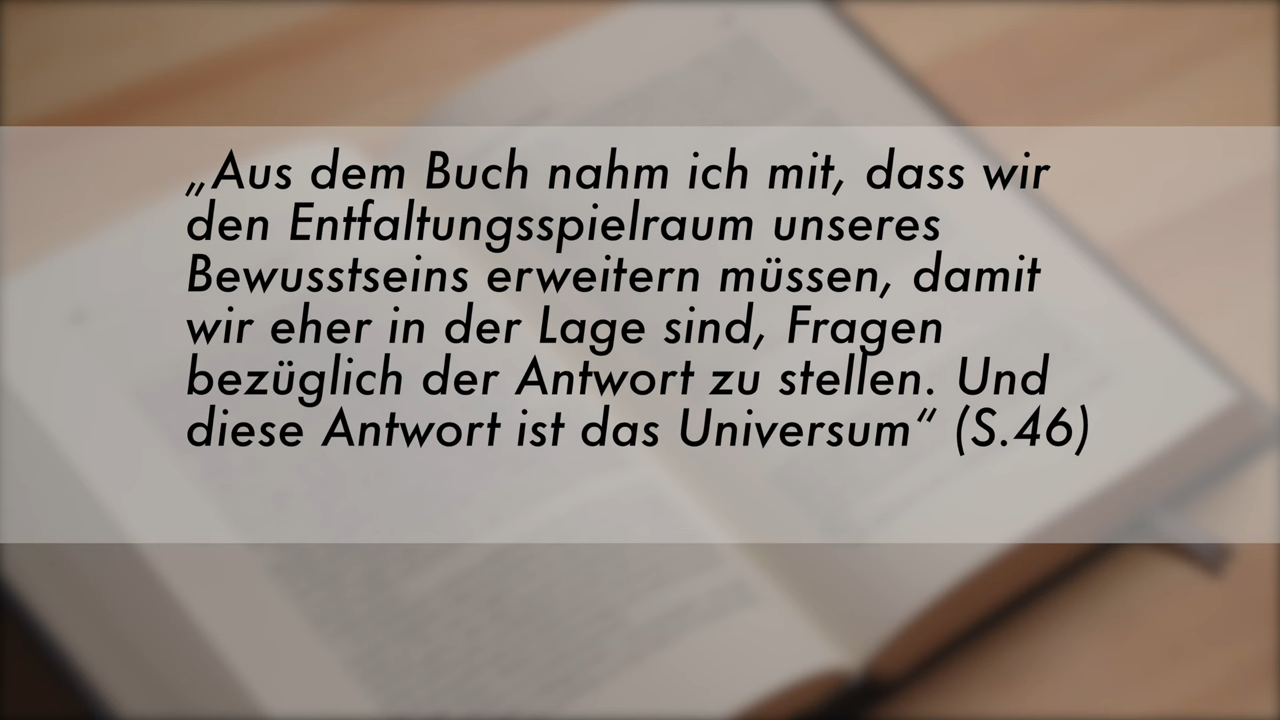 „Aus dem Buch nahm ich mit, dass wir
den Entfaltungsspielraum unseres
Bewusstseins erweitern müssen, damit
wir eher in der Lage sind, Fragen
bezüglich der Antwort zu stellen. Und
diese Antwort ist das Universum“ (S.46)